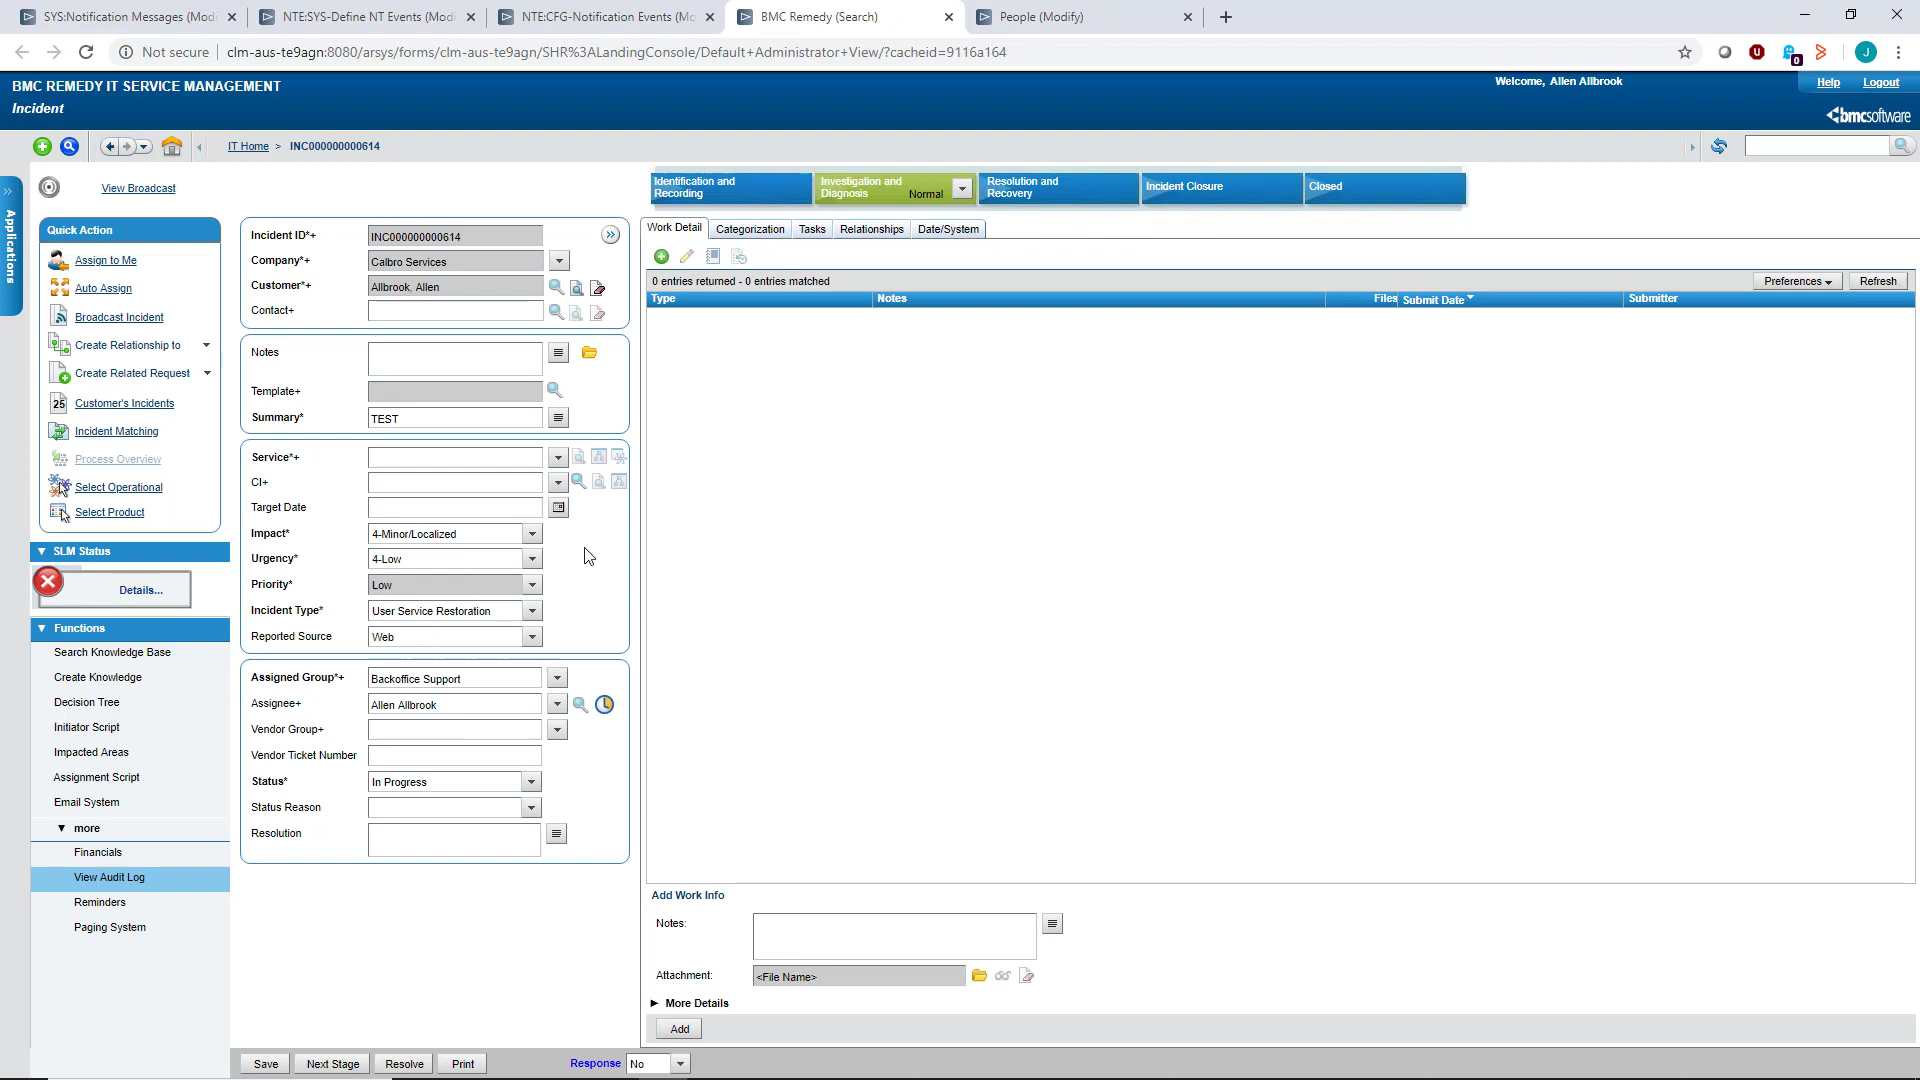 SYS:Notification Messages (Modi
NTE:SYS-Define NT Events (Modi
NTE:CFG-Notification Events (Mo
BMC Remedy (Search)
People (Modify)
Not secure
clm-aus-te9agn:8080/arsys/forms/clm-aus-te9agn/SHR%3ALandingConsole/Default+Administrator+View/?cacheid=9116a164
J
0
BMC REMEDY IT SERVICE MANAGEMENT
Incident
Welcome, Allen Allbrook
Help
Logout
bmcsoftware
IT Home > INC000000000614
Applications
View Broadcast
Identification and Recording
Investigation and Diagnosis
Normal
Resolution and Recovery
Incident Closure
Closed
Quick Action
Assign to Me
Auto Assign
Broadcast Incident
Create Relationship to
Create Related Request
25 Customer's Incidents
Incident Matching
Process Overview
Select Operational
Select Product
SLM Status
Details...
Functions
Search Knowledge Base
Create Knowledge
Decision Tree
Initiator Script
Impacted Areas
Assignment Script
Email System
more
Financials
View Audit Log
Reminders
Paging System
Incident ID*+ INC000000000614
Company*+ Calbro Services
Customer*+ Allbrook, Allen
Contact+
Notes
Template+
Summary* TEST
Service*+
CI+
Target Date
Impact* 4-Minor/Localized
Urgency* 4-Low
Priority* Low
Incident Type* User Service Restoration
Reported Source Web
Assigned Group*+ Backoffice Support
Assignee+ Allen Allbrook
Vendor Group+
Vendor Ticket Number
Status* In Progress
Status Reason
Resolution
Work Detail
Categorization
Tasks
Relationships
Date/System
0 entries returned - 0 entries matched
Preferences
Refresh
Type
Notes
Files
Submit Date
Submitter
Add Work Info
Notes:
Attachment: <File Name>
More Details
Add
Save
Next Stage
Resolve
Print
Response No